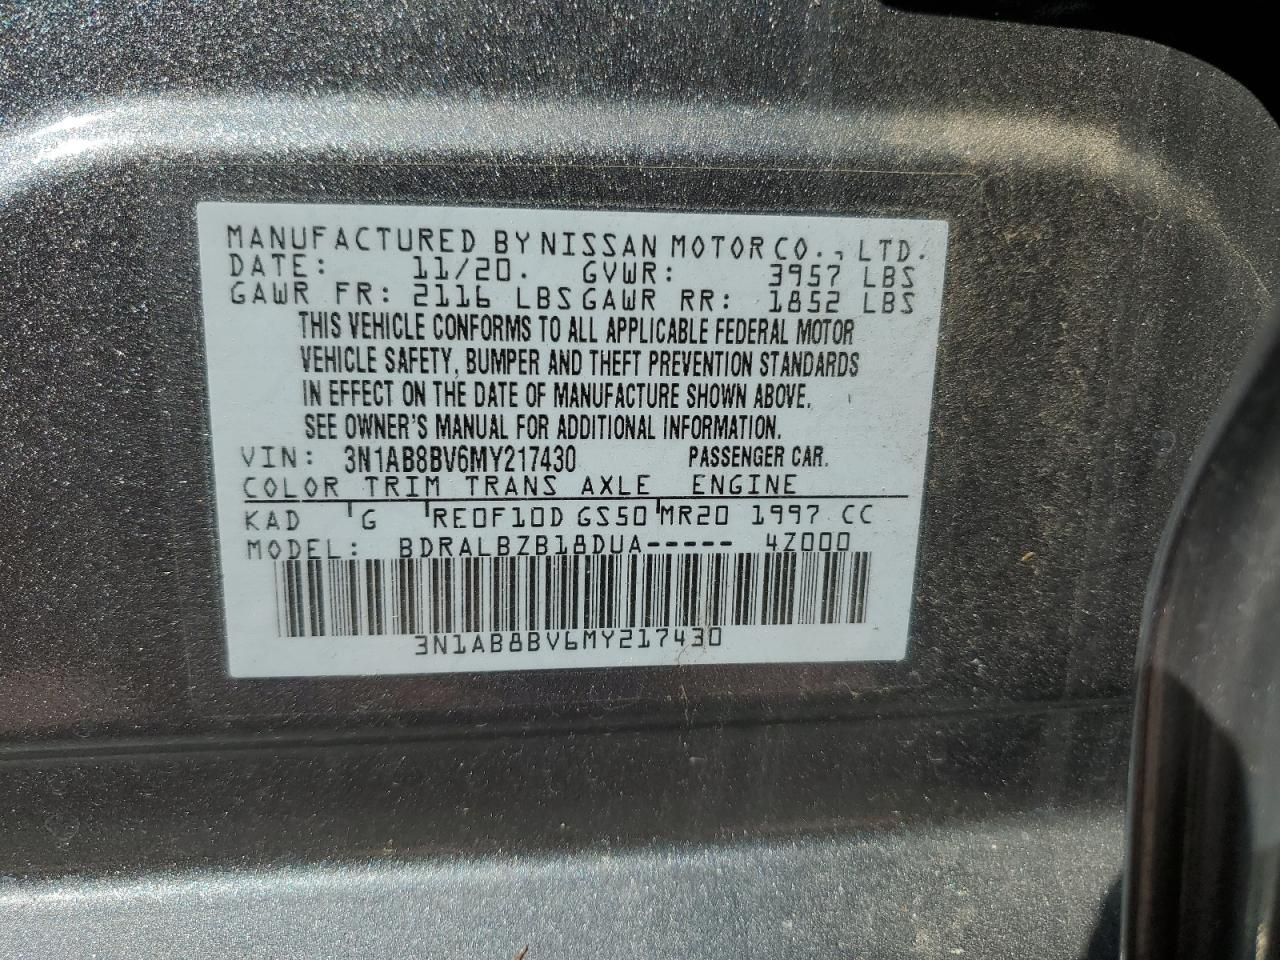 MANUFACTURED BY NISSAN MOTOR CO., LTD.
DATE: 11/20. GVWR: 3957 LBS
GAWR FR: 2116 LBS GAWR RR: 1852 LBS
THIS VEHICLE CONFORMS TO ALL APPLICABLE FEDERAL MOTOR
VEHICLE SAFETY, BUMPER AND THEFT PREVENTION STANDARDS
IN EFFECT ON THE DATE OF MANUFACTURE SHOWN ABOVE.
SEE OWNER'S MANUAL FOR ADDITIONAL INFORMATION.
VIN: 3N1AB8BV6MY217430 PASSENGER CAR.
COLOR TRIM TRANS AXLE ENGINE
KAD G RE0F10D GS50 MR20 1997 CC
MODEL: BDRALBZB18DUA----- 4Z000
3N1AB8BV6MY217430